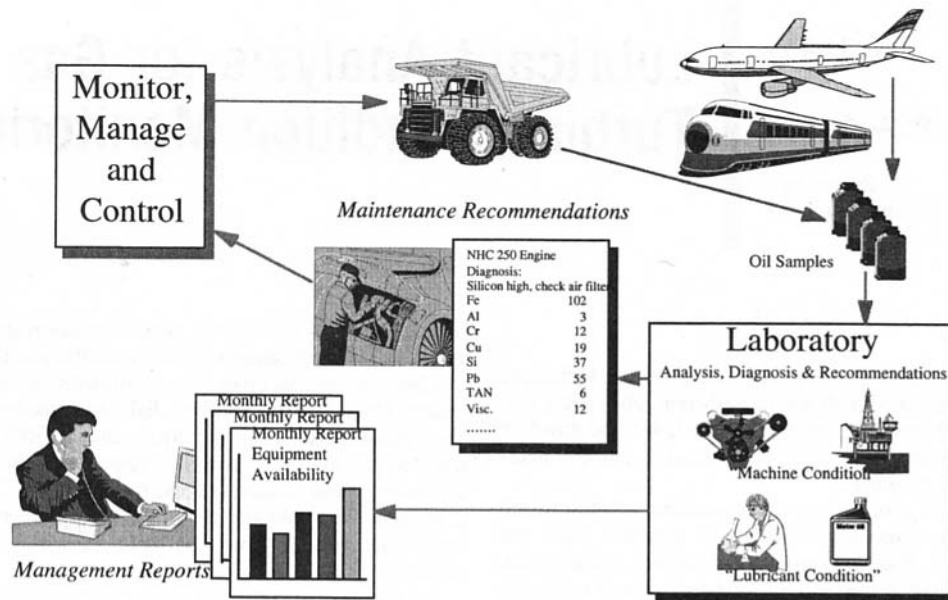 Monitor,
Manage
and
Control
Maintenance Recommendations
NHC 250 Engine
Diagnosis:
Silicon high, check air filter
Fe 102
Al 3
Cr 12
Cu 19
Si 37
Pb 55
TAN 6
Visc. 12
.......
Oil Samples
Laboratory
Analysis, Diagnosis & Recommendations
"Machine Condition"
Motor Oil
"Lubricant Condition"
Monthly Report
Monthly Report
Monthly Report
Equipment
Availability
Management Reports